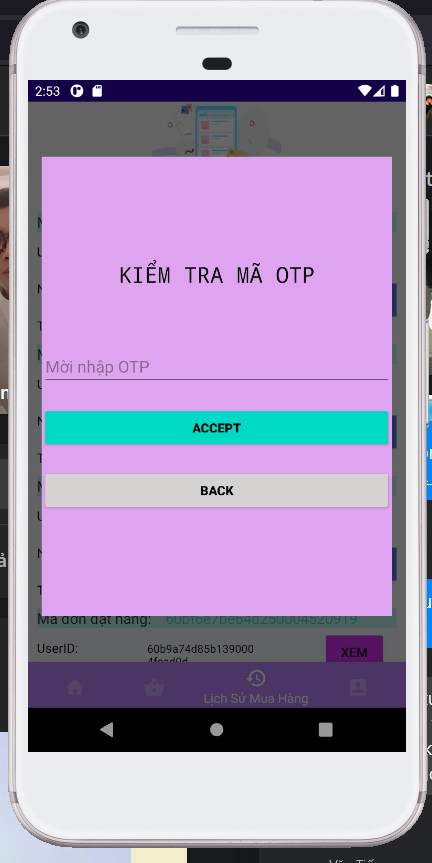 2:53
KIỂM TRA MÃ OTP
Mời nhập OTP
ACCEPT
BACK
Mã đơn đặt hàng: 60bf6e7be64d250004520919
UserID: 60b9a74d85b139000
XEM
Lịch Sử Mua Hàng